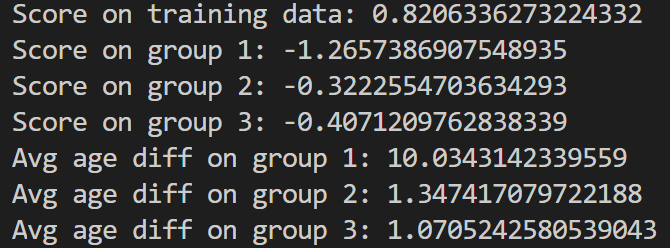 Score on training data: 0.8206336273224332
Score on group 1: -1.2657386907548935
Score on group 2: -0.3222554703634293
Score on group 3: -0.4071209762838339
Avg age diff on group 1: 10.0343142339559
Avg age diff on group 2: 1.347417079722188
Avg age diff on group 3: 1.0705242580539043